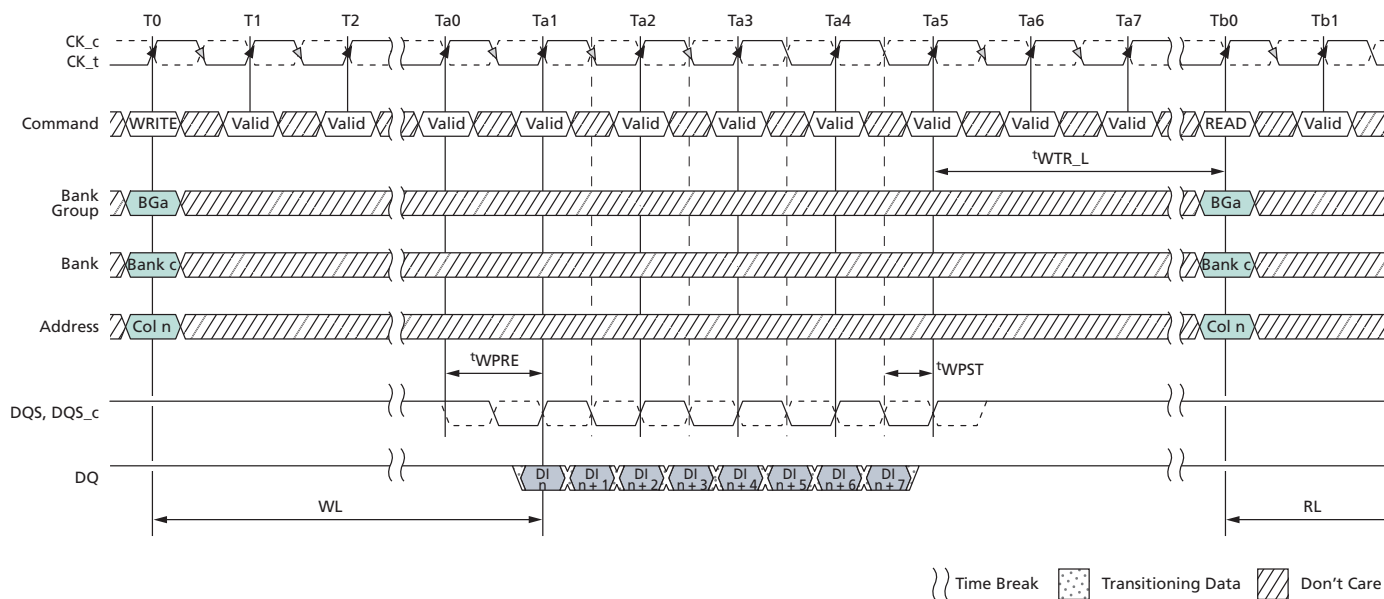 T0 T1 T2 Ta0 Ta1 Ta2 Ta3 Ta4 Ta5 Ta6 Ta7 Tb0 Tb1
CK_c
CK_t
Command WRITE Valid Valid Valid Valid Valid Valid Valid Valid Valid Valid READ Valid
tWTR_L
Bank
Group BGa BGa
Bank Bank c Bank c
Address Col n Col n
tWPRE tWPST
DQS, DQS_c
DQ DI DI DI DI DI DI DI DI
n n + 1 n + 2 n + 3 n + 4 n + 5 n + 6 n + 7
WL RL
Time Break Transitioning Data Don't Care